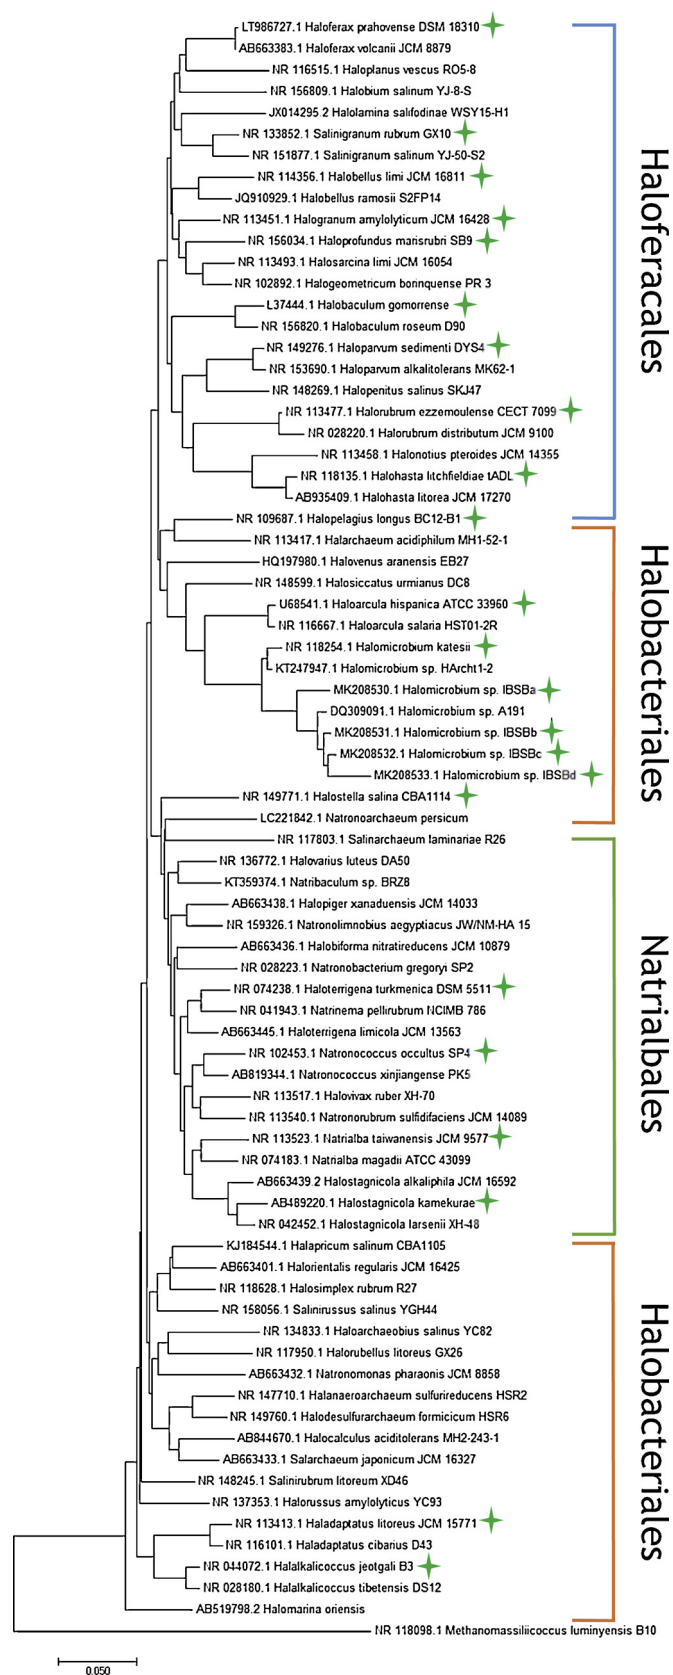 LT986727.1 Haloferax prahovense DSM 18310
AB663383.1 Haloferax volcanii JCM 8879
NR 116515.1 Haloplanus vescus RO5-8
NR 156809.1 Halobium salinum YJ-8-S
JX014295.2 Halolamina salifodinae WSY15-H1
NR 133852.1 Salinigranum rubrum GX10
NR 151877.1 Salinigranum salinum YJ-50-S2
NR 114356.1 Halobellus limi JCM 16811
JQ910929.1 Halobellus ramosii S2FP14
NR 113451.1 Halogranum amylolyticum JCM 16428
NR 156034.1 Haloprofundus marisrubri SB9
NR 113493.1 Halosarcina limi JCM 16054
NR 102892.1 Halogeometricum borinquense PR 3
L37444.1 Halobaculum gomorrense
NR 156820.1 Halobaculum roseum D90
NR 149276.1 Haloparvum sedimenti DYS4
NR 153690.1 Haloparvum alkalitolerans MK62-1
NR 148269.1 Halopenitus salinus SKJ47
NR 113477.1 Halorubrum ezzemoulense CECT 7099
NR 028220.1 Halorubrum distributum JCM 9100
NR 113458.1 Halonotius pteroides JCM 14355
NR 118135.1 Halohasta litchfieldiae tADL
AB935409.1 Halohasta litorea JCM 17270
Haloferacales
NR 109687.1 Halopelagius longus BC12-B1
NR 113417.1 Halarchaeum acidiphilum MH1-52-1
HQ197980.1 Halovenus aranensis EB27
NR 148599.1 Halosiccatus urmianus DC8
U68541.1 Haloarcula hispanica ATCC 33960
NR 116667.1 Haloarcula salaria HST01-2R
NR 118254.1 Halomicrobium katesii
KT247947.1 Halomicrobium sp. HArcht1-2
MK208530.1 Halomicrobium sp. IBSBa
DQ309091.1 Halomicrobium sp. A191
MK208531.1 Halomicrobium sp. IBSBb
MK208532.1 Halomicrobium sp. IBSBc
MK208533.1 Halomicrobium sp. IBSBd
NR 149771.1 Halostella salina CBA1114
LC221842.1 Natronoarchaeum persicum
Halobacteriales
NR 117803.1 Salinarchaeum laminariae R26
NR 136772.1 Halovarius luteus DA50
KT359374.1 Natribaculum sp. BRZ8
AB663438.1 Halopiger xanaduensis JCM 14033
NR 159326.1 Natronolimnobius aegyptiacus JW/NM-HA 15
AB663436.1 Halobiforma nitratireducens JCM 10879
NR 028223.1 Natronobacterium gregoryi SP2
NR 074238.1 Haloterrigena turkmenica DSM 5511
NR 041943.1 Natrinema pellirubrum NCIMB 786
AB663445.1 Haloterrigena limicola JCM 13563
NR 102453.1 Natronococcus occultus SP4
AB819344.1 Natronococcus xinjiangense PK5
NR 113517.1 Halovivax ruber XH-70
NR 113540.1 Natronorubrum sulfidifaciens JCM 14089
NR 113523.1 Natrialba taiwanensis JCM 9577
NR 074183.1 Natrialba magadii ATCC 43099
AB663439.2 Halostagnicola alkaliphila JCM 16592
AB489220.1 Halostagnicola kamekurae
NR 042452.1 Halostagnicola larsenii XH-48
Natrialbales
KJ184544.1 Halapricum salinum CBA1105
AB663401.1 Halorientalis regularis JCM 16425
NR 118628.1 Halosimplex rubrum R27
NR 158056.1 Salinirussus salinus YGH44
NR 134833.1 Haloarchaeobius salinus YC82
NR 117950.1 Halorubellus litoreus GX26
AB663432.1 Natronomonas pharaonis JCM 8858
NR 147710.1 Halanaeroarchaeum sulfurireducens HSR2
NR 149760.1 Halodesulfurarchaeum formicicum HSR6
AB844670.1 Halocalculus aciditolerans MH2-243-1
AB663433.1 Salarchaeum japonicum JCM 16327
NR 148245.1 Salinirubrum litoreum XD46
NR 137353.1 Halorussus amylolyticus YC93
NR 113413.1 Haladaptatus litoreus JCM 15771
NR 116101.1 Haladaptatus cibarius D43
NR 044072.1 Halalkalicoccus jeotgali B3
NR 028180.1 Halalkalicoccus tibetensis DS12
AB519798.2 Halomarina oriensis
Halobacteriales
NR 118098.1 Methanomassiliicoccus luminyensis B10
0.050